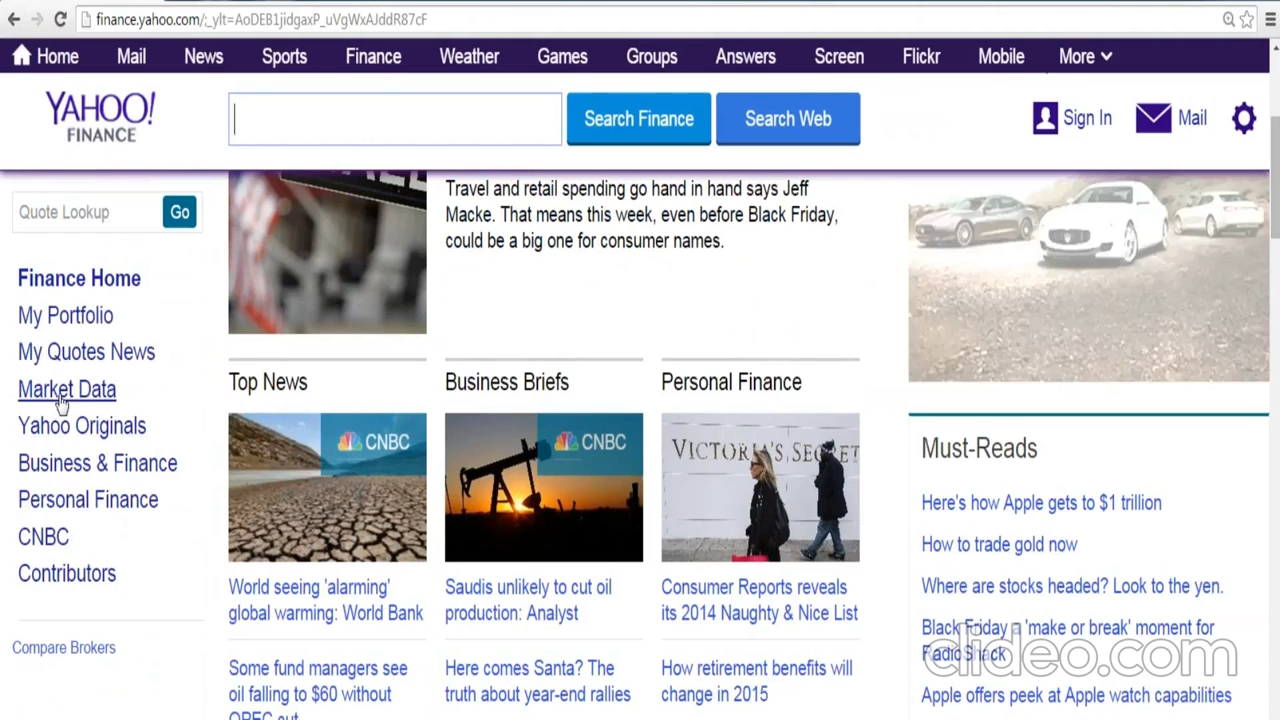 finance.yahoo.com/;_ylt=AoDEB1jidgaxP_uVgWxAJddR87cF
Home Mail News Sports Finance Weather Games Groups Answers Screen Flickr Mobile More
YAHOO!
FINANCE
Search Finance
Search Web
Sign In
Mail
Quote Lookup
Go
Finance Home
My Portfolio
My Quotes News
Market Data
Yahoo Originals
Business & Finance
Personal Finance
CNBC
Contributors
Compare Brokers
Travel and retail spending go hand in hand says Jeff
Macke. That means this week, even before Black Friday,
could be a big one for consumer names.
Top News
CNBC
World seeing 'alarming'
global warming: World Bank
Some fund managers see
oil falling to $60 without
OPEC cut
Business Briefs
CNBC
Saudis unlikely to cut oil
production: Analyst
Here comes Santa? The
truth about year-end rallies
Personal Finance
VICTORIA'S SECRET
Consumer Reports reveals
its 2014 Naughty & Nice List
How retirement benefits will
change in 2015
Must-Reads
Here's how Apple gets to $1 trillion
How to trade gold now
Where are stocks headed? Look to the yen.
Black Friday a 'make or break' moment for
RadioShack
Apple offers peek at Apple watch capabilities
clideo.com